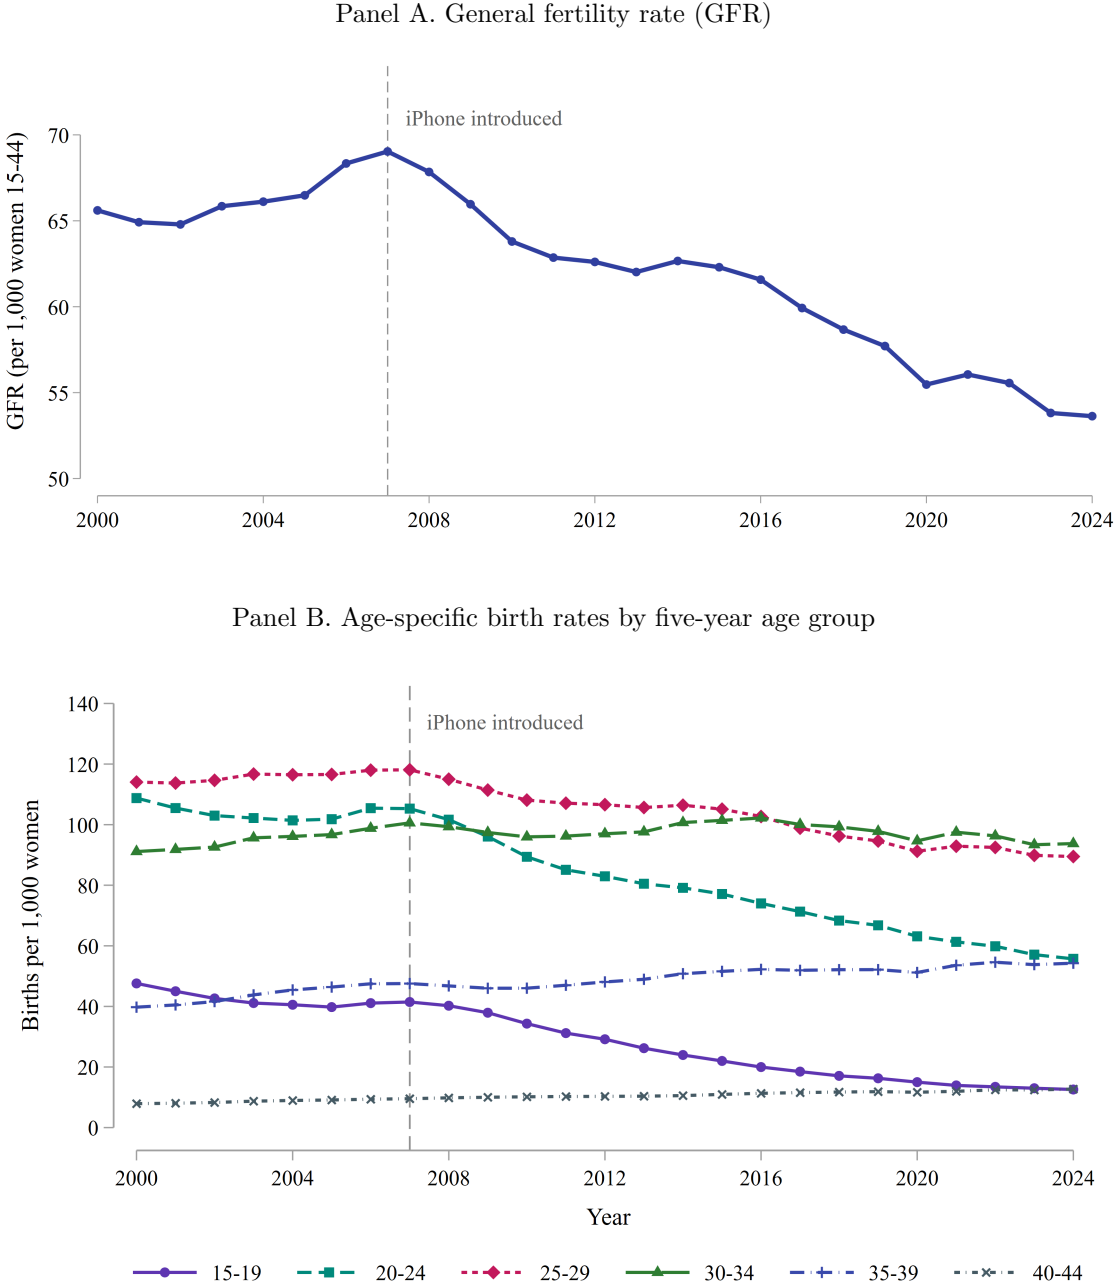 Panel A. General fertility rate (GFR)
iPhone introduced
GFR (per 1,000 women 15-44)
70
65
60
55
50
2000 2004 2008 2012 2016 2020 2024
Panel B. Age-specific birth rates by five-year age group
iPhone introduced
Births per 1,000 women
140
120
100
80
60
40
20
0
2000 2004 2008 2012 2016 2020 2024
Year
15-19 20-24 25-29 30-34 35-39 40-44